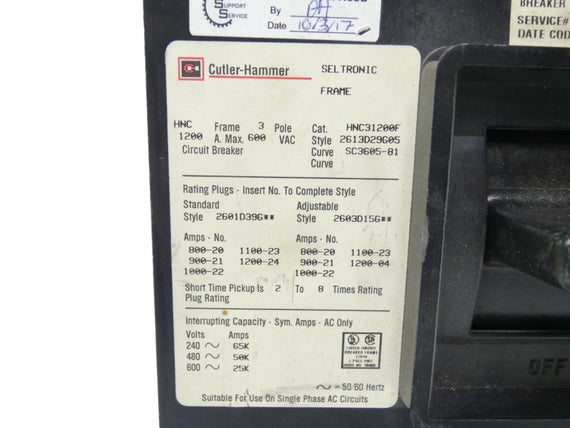 SUPPORT
SERVICE
By PH
Date 10/3/17
BREAKER
SERVICE#
DATE COD
Cutler-Hammer SELTRONIC
FRAME
HNC Frame 3 Pole Cat. HNC31200F
1200 A. Max. 600 VAC Style 2613D29G05
Circuit Breaker Curve SC3605-81
Curve
Rating Plugs - Insert No. To Complete Style
Standard Adjustable
Style 2601D39G** Style 2603D15G**
Amps - No. Amps - No.
800-20 1100-23 800-20 1100-23
900-21 1200-24 900-21 1200-04
1000-22 1000-22
Short Time Pickup Is 2 To 8 Times Rating
Plug Rating
Interrupting Capacity - Sym. Amps - AC Only
Volts Amps
240 ~ 65K
480 ~ 50K
600 ~ 25K
~ = 50/60 Hertz
Suitable For Use On Single Phase AC Circuits
OFF